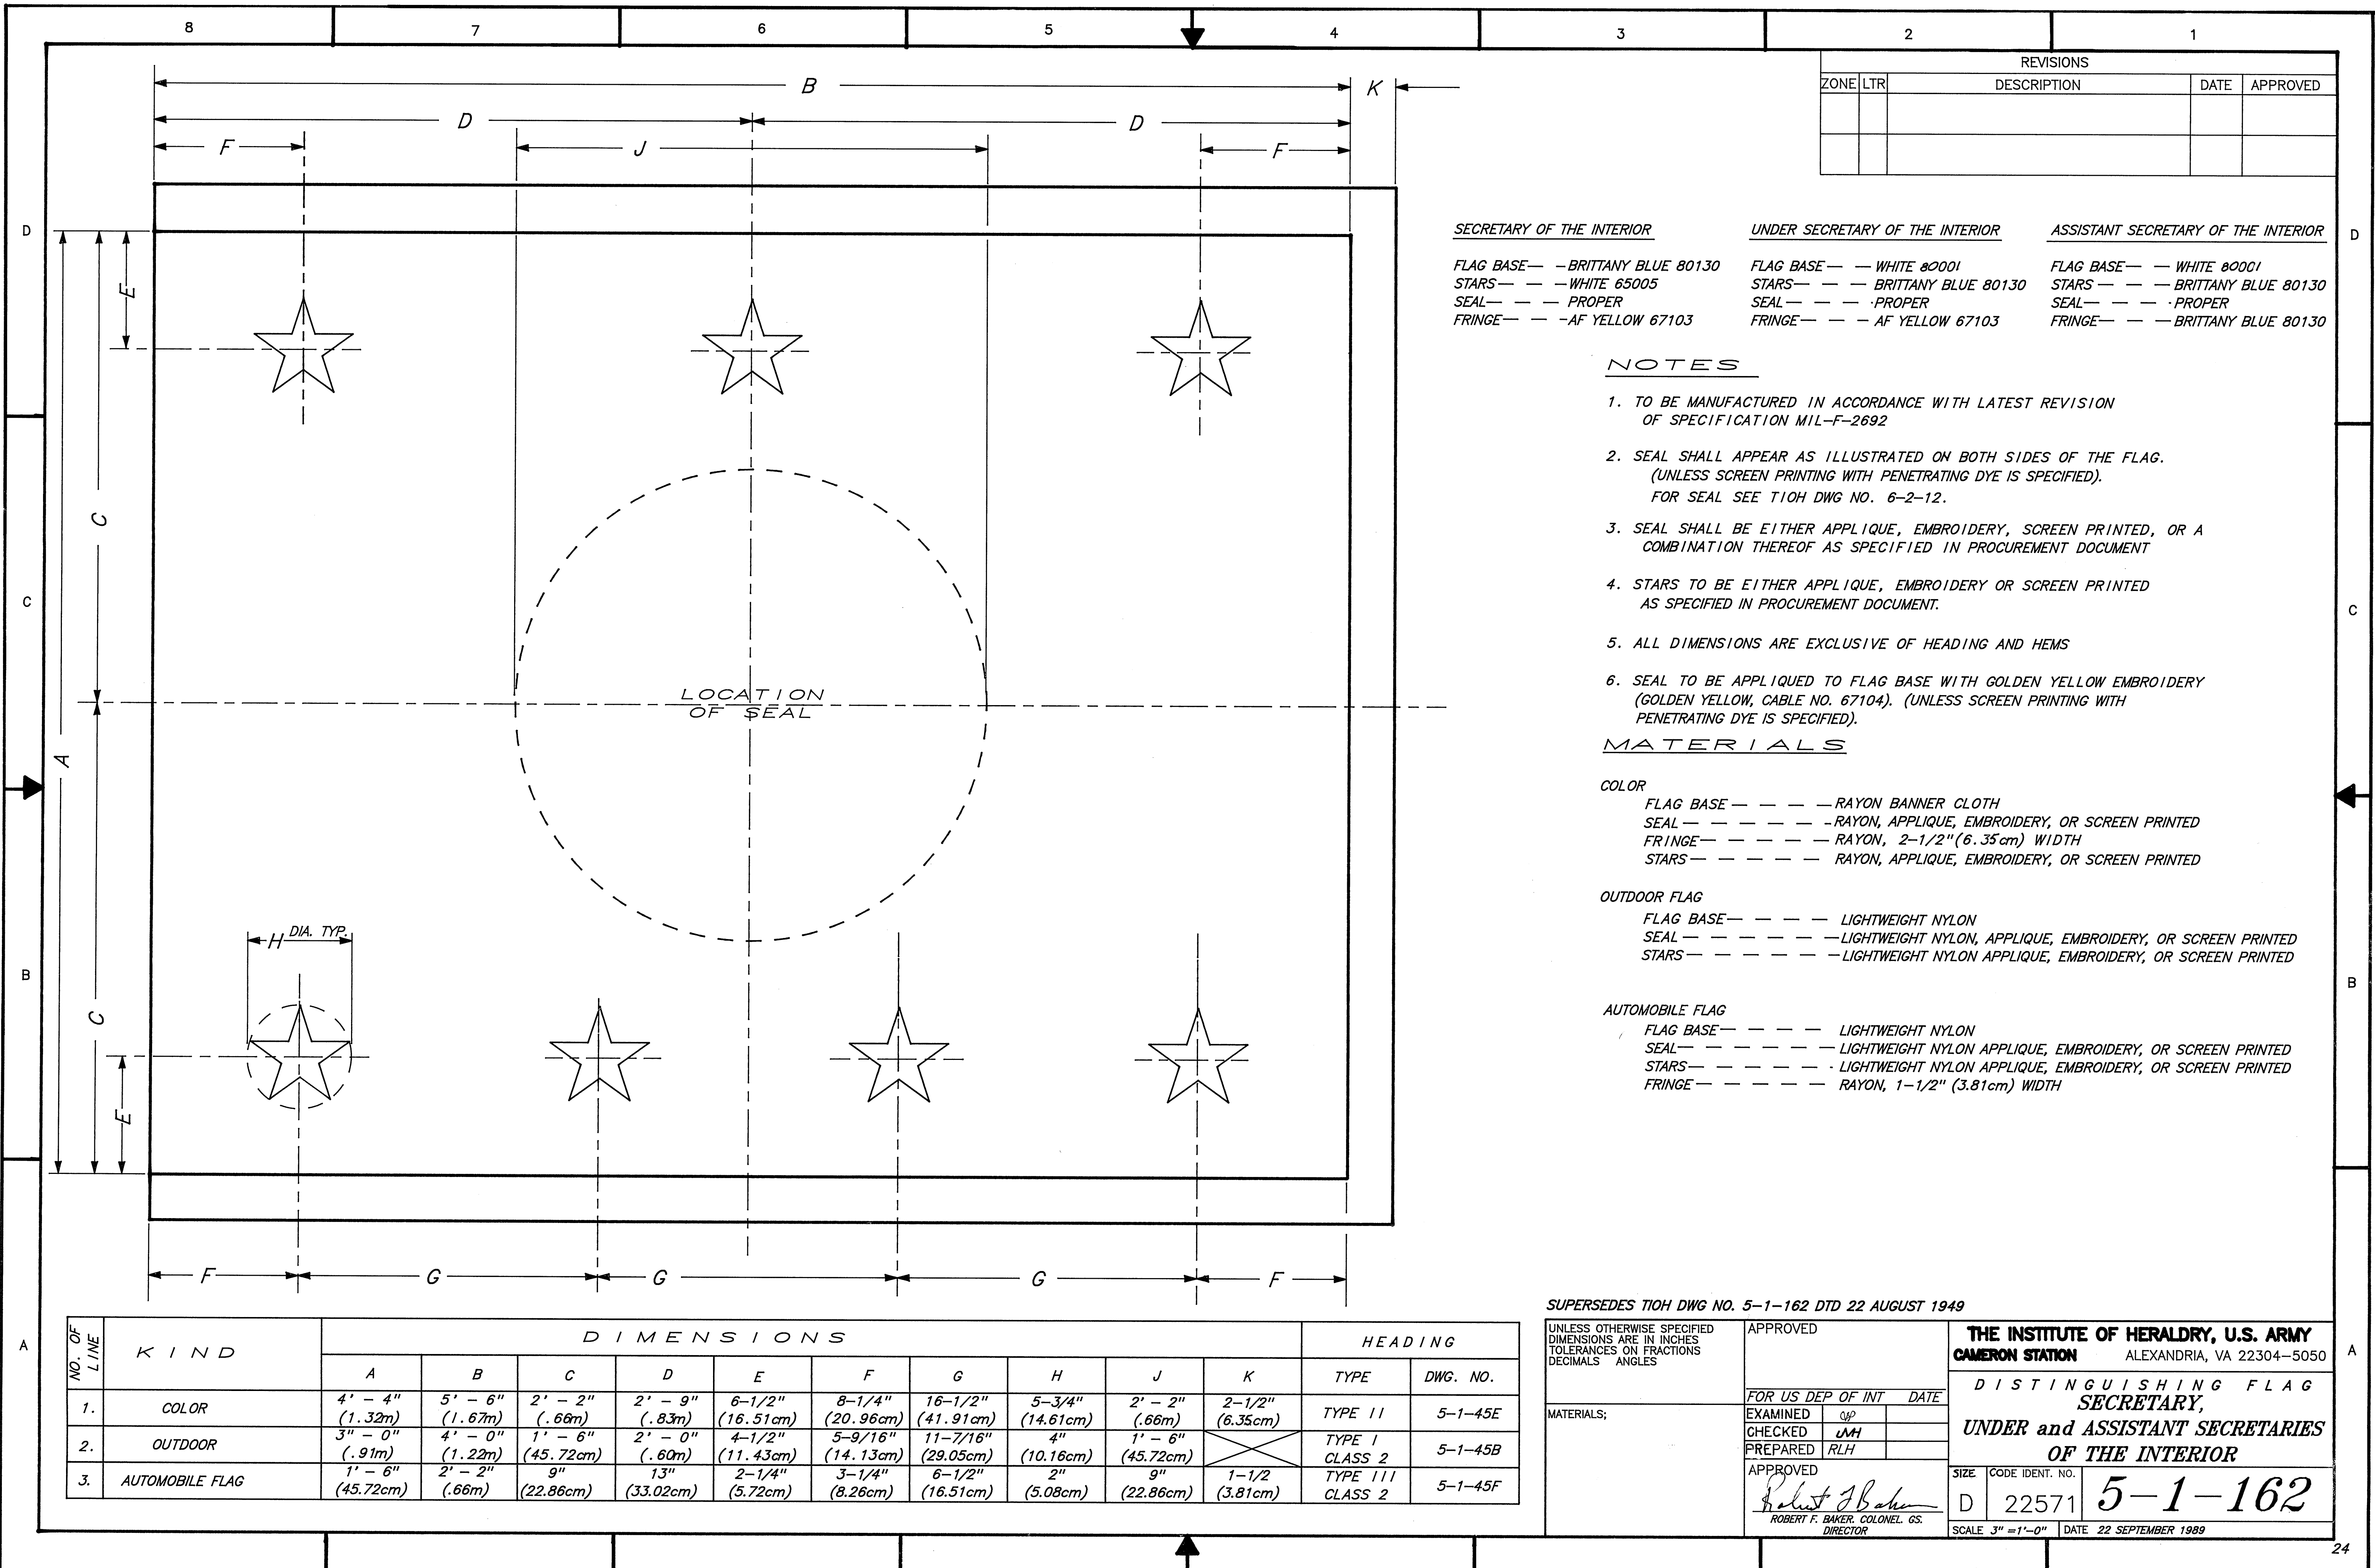 8 7 6 5 4 3 2 1
REVISIONS
ZONE LTR DESCRIPTION DATE APPROVED
B K
D D
F J F
D D
SECRETARY OF THE INTERIOR
FLAG BASE— —BRITTANY BLUE 80130
STARS— — —WHITE 65005
SEAL— — — PROPER
FRINGE— — —AF YELLOW 67103
UNDER SECRETARY OF THE INTERIOR
FLAG BASE— — WHITE 80001
STARS— — — BRITTANY BLUE 80130
SEAL — — — PROPER
FRINGE— — — AF YELLOW 67103
ASSISTANT SECRETARY OF THE INTERIOR
FLAG BASE— — WHITE 80001
STARS — — — BRITTANY BLUE 80130
SEAL— — — PROPER
FRINGE— — — BRITTANY BLUE 80130
E
C
A
C
E
LOCATION
OF SEAL
H DIA. TYP.
F G G G F
NOTES
1. TO BE MANUFACTURED IN ACCORDANCE WITH LATEST REVISION
OF SPECIFICATION MIL-F-2692
2. SEAL SHALL APPEAR AS ILLUSTRATED ON BOTH SIDES OF THE FLAG.
(UNLESS SCREEN PRINTING WITH PENETRATING DYE IS SPECIFIED).
FOR SEAL SEE TIOH DWG NO. 6-2-12.
3. SEAL SHALL BE EITHER APPLIQUE, EMBROIDERY, SCREEN PRINTED, OR A
COMBINATION THEREOF AS SPECIFIED IN PROCUREMENT DOCUMENT
4. STARS TO BE EITHER APPLIQUE, EMBROIDERY OR SCREEN PRINTED
AS SPECIFIED IN PROCUREMENT DOCUMENT.
5. ALL DIMENSIONS ARE EXCLUSIVE OF HEADING AND HEMS
6. SEAL TO BE APPLIQUED TO FLAG BASE WITH GOLDEN YELLOW EMBROIDERY
(GOLDEN YELLOW, CABLE NO. 67104). (UNLESS SCREEN PRINTING WITH
PENETRATING DYE IS SPECIFIED).
C C
MATERIALS
COLOR
FLAG BASE — — — — RAYON BANNER CLOTH
SEAL — — — — — RAYON, APPLIQUE, EMBROIDERY, OR SCREEN PRINTED
FRINGE— — — — — RAYON, 2-1/2"(6.35cm) WIDTH
STARS — — — — — RAYON, APPLIQUE, EMBROIDERY, OR SCREEN PRINTED
OUTDOOR FLAG
FLAG BASE— — — — LIGHTWEIGHT NYLON
SEAL — — — — — —LIGHTWEIGHT NYLON, APPLIQUE, EMBROIDERY, OR SCREEN PRINTED
STARS — — — — — —LIGHTWEIGHT NYLON APPLIQUE, EMBROIDERY, OR SCREEN PRINTED
B B
AUTOMOBILE FLAG
FLAG BASE— — — — LIGHTWEIGHT NYLON
SEAL— — — — — — LIGHTWEIGHT NYLON APPLIQUE, EMBROIDERY, OR SCREEN PRINTED
STARS— — — — — LIGHTWEIGHT NYLON APPLIQUE, EMBROIDERY, OR SCREEN PRINTED
FRINGE — — — — — RAYON, 1-1/2" (3.81cm) WIDTH
A A
NO. OF LINE KIND DIMENSIONS HEADING
A B C D E F G H J K TYPE DWG. NO.
1. COLOR 4' - 4" 5' - 6" 2' - 2" 2' - 9" 6-1/2" 8-1/4" 16-1/2" 5-3/4" 2' - 2" 2-1/2" TYPE II 5-1-45E
(1.32m) (1.67m) (.66m) (.83m) (16.51cm) (20.96cm) (41.91cm) (14.61cm) (.66m) (6.35cm)
2. OUTDOOR 3" - 0" 4' - 0" 1' - 6" 2' - 0" 4-1/2" 5-9/16" 11-7/16" 4" 1' - 6" TYPE I CLASS 2 5-1-45B
(.91m) (1.22m) (45.72cm) (.60m) (11.43cm) (14.13cm) (29.05cm) (10.16cm) (45.72cm)
3. AUTOMOBILE FLAG 1' - 6" 2' - 2" 9" 13" 2-1/4" 3-1/4" 6-1/2" 2" 9" 1-1/2 TYPE III CLASS 2 5-1-45F
(45.72cm) (.66m) (22.86cm) (33.02cm) (5.72cm) (8.26cm) (16.51cm) (5.08cm) (22.86cm) (3.81cm)
SUPERSEDES TIOH DWG NO. 5-1-162 DTD 22 AUGUST 1949
UNLESS OTHERWISE SPECIFIED
DIMENSIONS ARE IN INCHES
TOLERANCES ON FRACTIONS
DECIMALS ANGLES
MATERIALS;
APPROVED
FOR US DEP OF INT DATE
EXAMINED
CHECKED
PREPARED RLH
APPROVED
Robert F Baker
ROBERT F. BAKER. COLONEL. GS.
DIRECTOR
THE INSTITUTE OF HERALDRY, U.S. ARMY
CAMERON STATION ALEXANDRIA, VA 22304-5050
DISTINGUISHING FLAG
SECRETARY,
UNDER and ASSISTANT SECRETARIES
OF THE INTERIOR
SIZE CODE IDENT. NO.
D 22571 5-1-162
SCALE 3" =1'-0" DATE 22 SEPTEMBER 1989
24